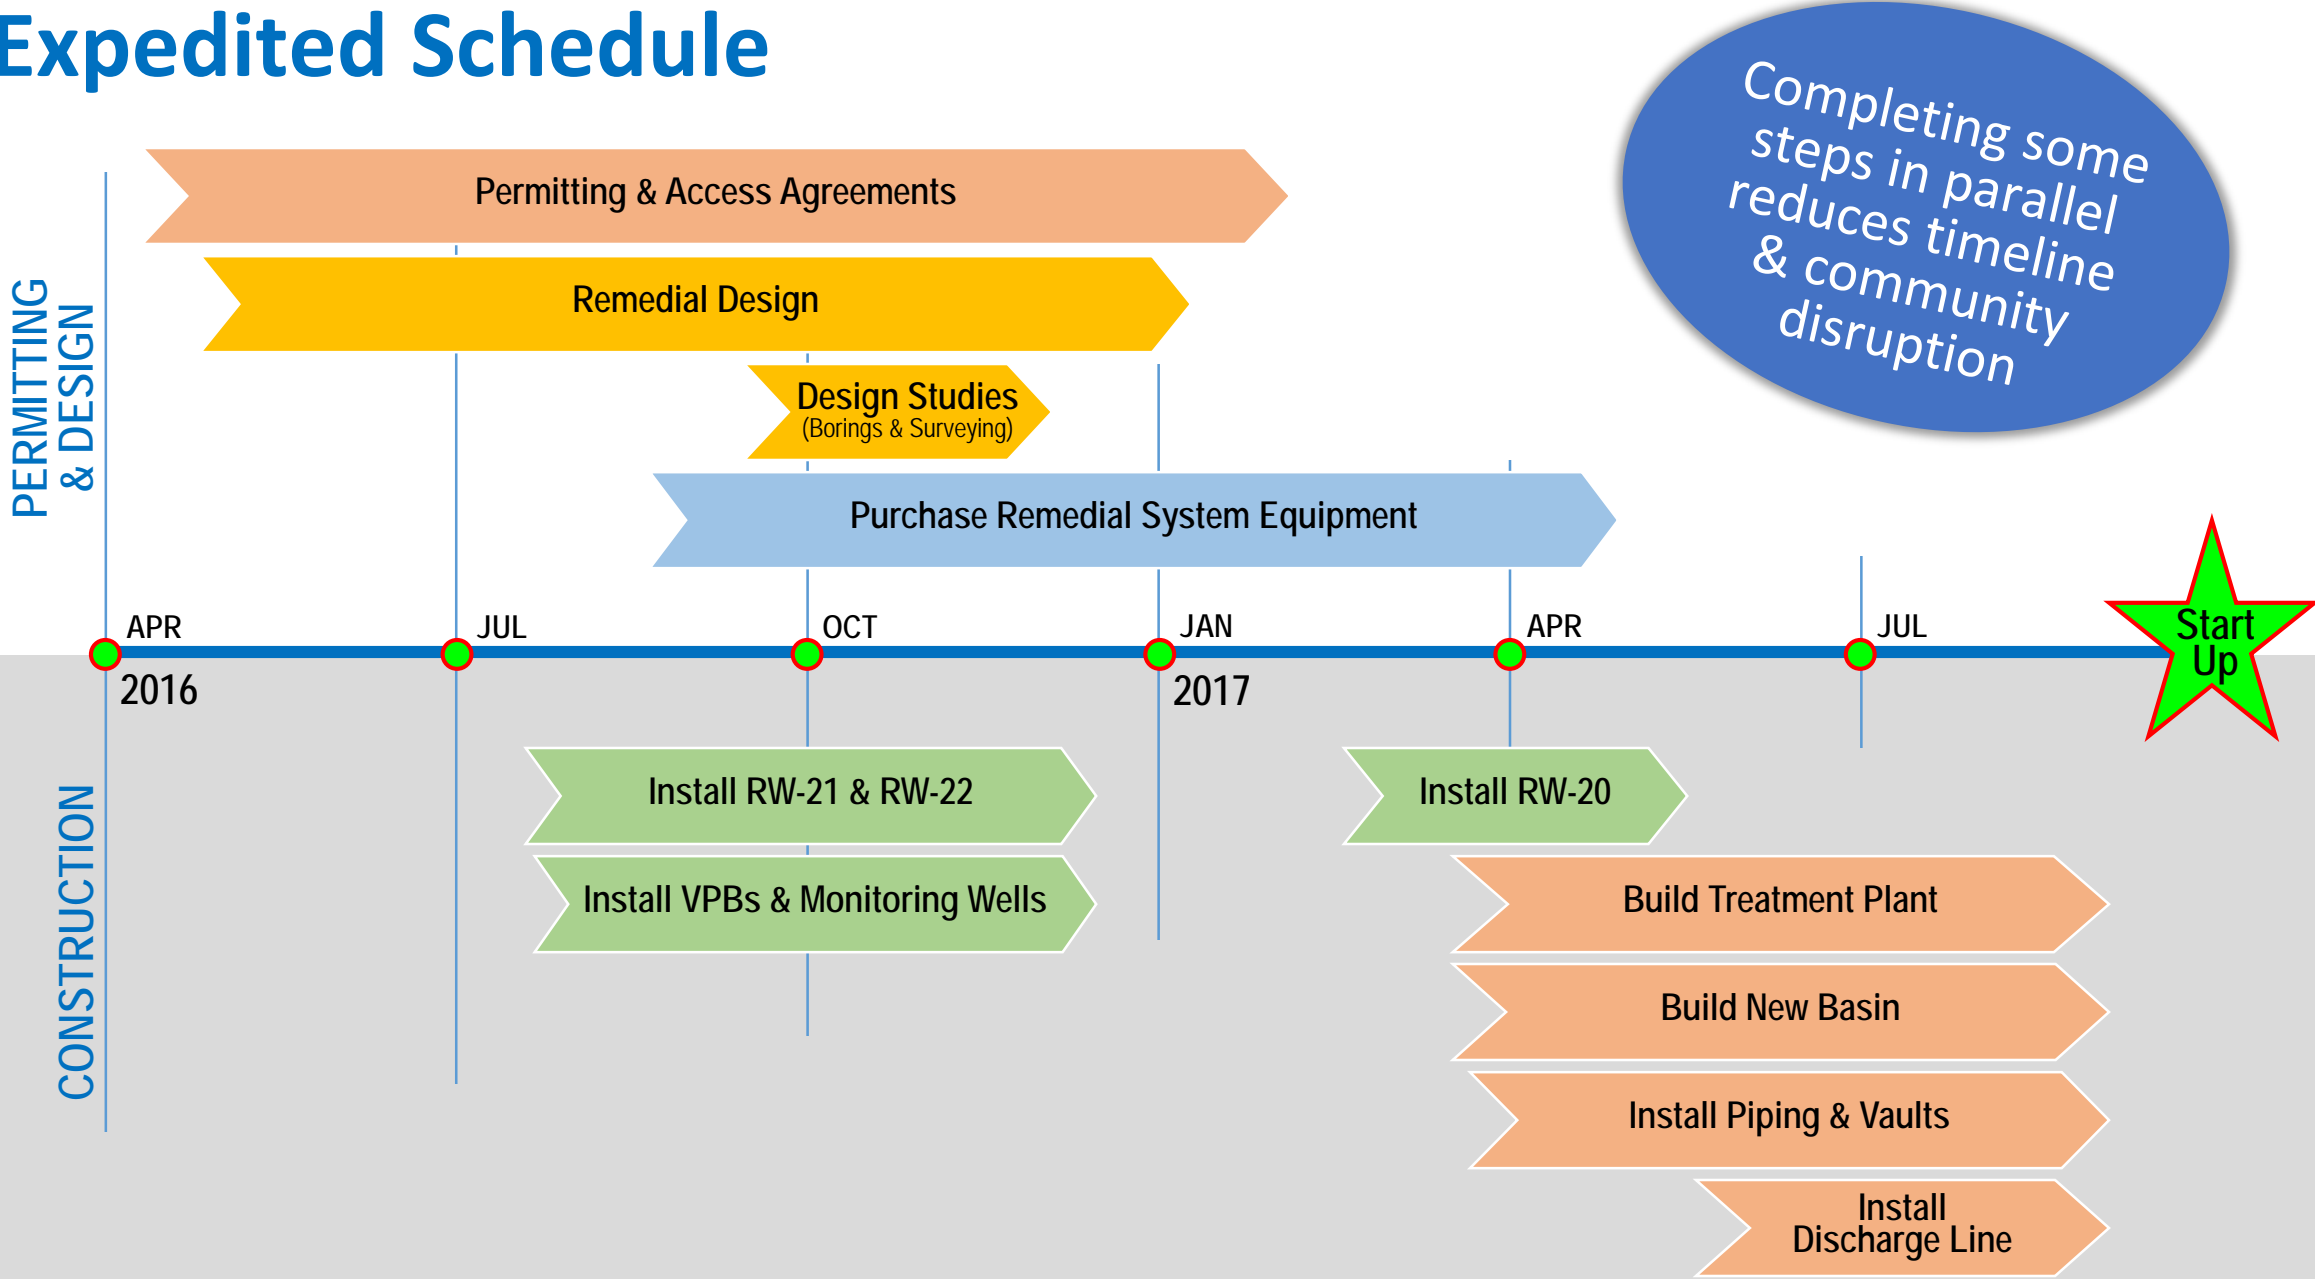 Expedited Schedule
Completing some
steps in parallel
reduces timeline
& community
disruption
PERMITTING
& DESIGN
Permitting & Access Agreements
Remedial Design
Design Studies
(Borings & Surveying)
Purchase Remedial System Equipment
APR
JUL
OCT
JAN
APR
JUL
Start
Up
2016
2017
CONSTRUCTION
Install RW-21 & RW-22
Install RW-20
Install VPBs & Monitoring Wells
Build Treatment Plant
Build New Basin
Install Piping & Vaults
Install
Discharge Line